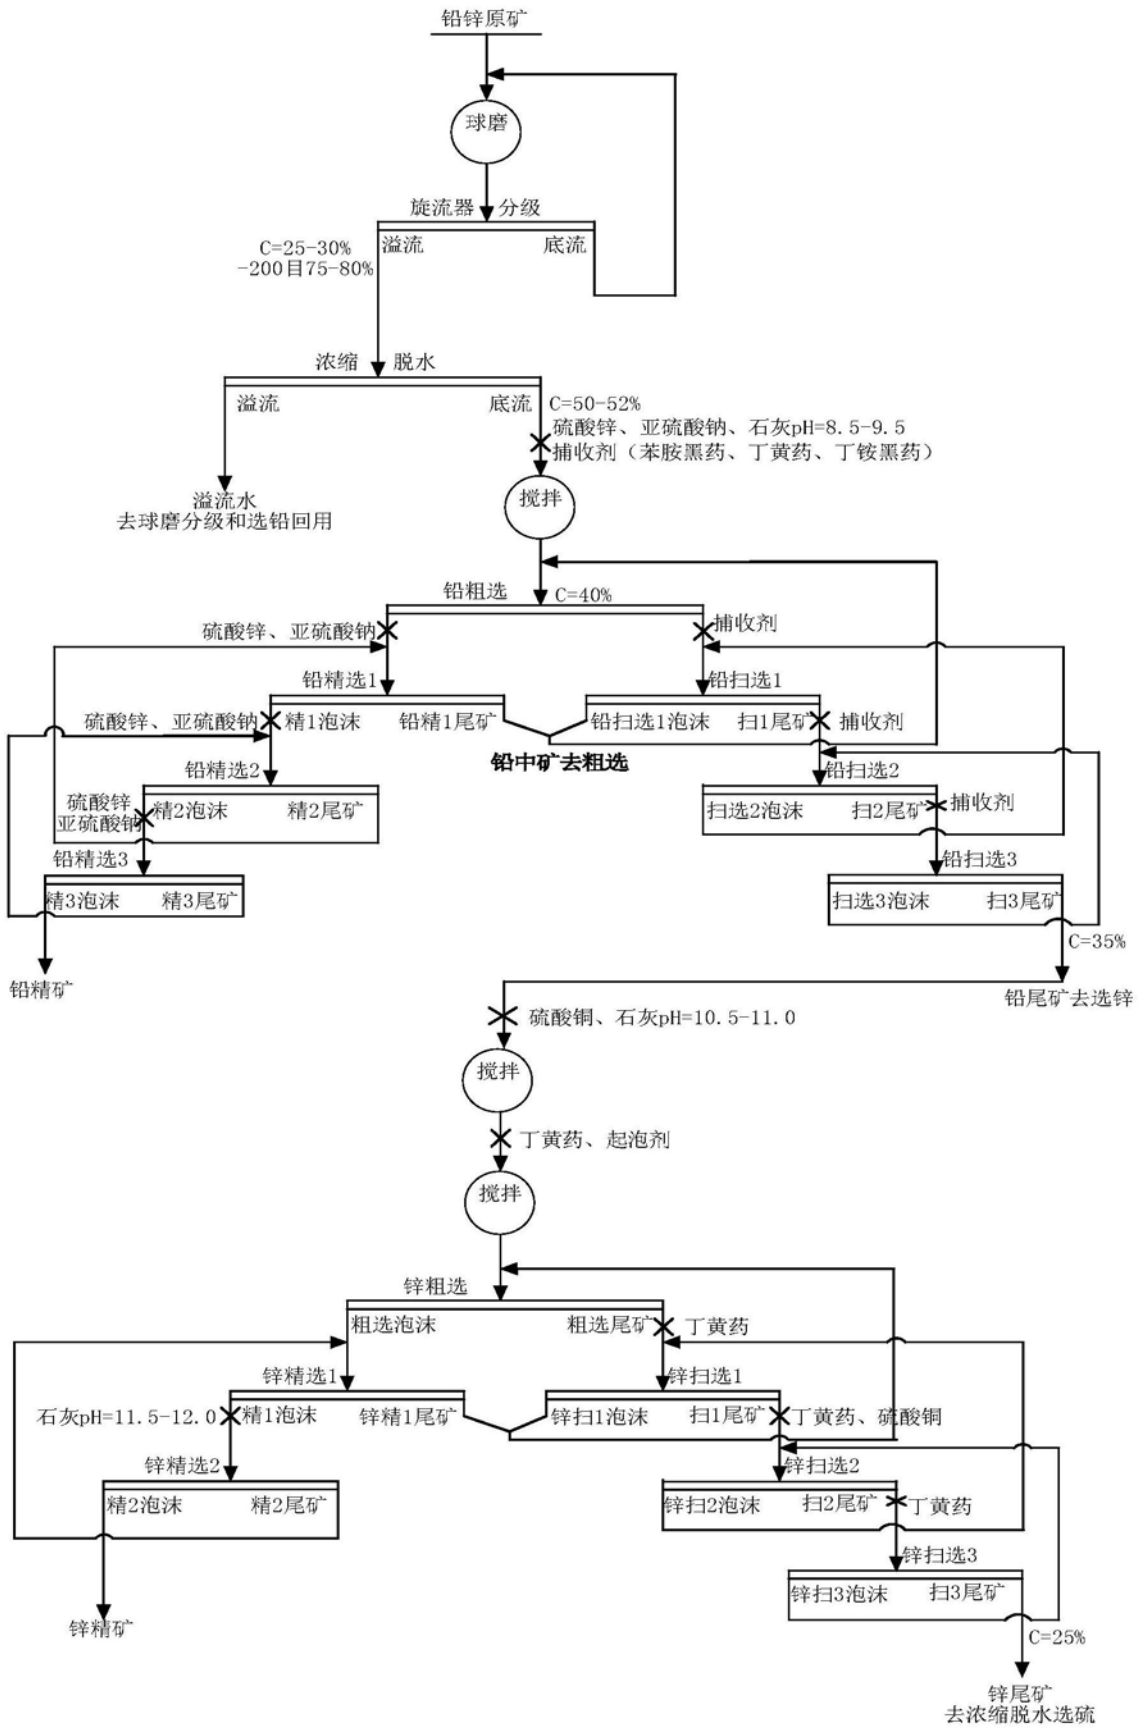 铅锌原矿
球磨
旋流器 分级
溢流 底流
C=25-30%
-200目75-80%
浓缩 脱水
溢流 底流
C=50-52%
硫酸锌、亚硫酸钠、石灰pH=8.5-9.5
捕收剂（苯胺黑药、丁黄药、丁铵黑药）
溢流水
去球磨分级和选铅回用
搅拌
铅粗选
C=40%
硫酸锌、亚硫酸钠
捕收剂
铅精选1
铅扫选1
硫酸锌、亚硫酸钠
精1泡沫 铅精1尾矿
铅扫选1泡沫 扫1尾矿
捕收剂
铅中矿去粗选
铅精选2
铅扫选2
硫酸锌
亚硫酸钠
精2泡沫 精2尾矿
扫选2泡沫 扫2尾矿
捕收剂
铅精选3
铅扫选3
精3泡沫 精3尾矿
扫选3泡沫 扫3尾矿
C=35%
铅精矿
铅尾矿去选锌
硫酸铜、石灰pH=10.5-11.0
搅拌
丁黄药、起泡剂
搅拌
锌粗选
粗选泡沫 粗选尾矿
丁黄药
锌精选1
锌扫选1
石灰pH=11.5-12.0
精1泡沫 锌精1尾矿
锌扫1泡沫 扫1尾矿
丁黄药、硫酸铜
锌精选2
锌扫选2
精2泡沫 精2尾矿
锌扫2泡沫 扫2尾矿
丁黄药
锌扫选3
锌扫3泡沫 扫3尾矿
C=25%
锌精矿
锌尾矿
去浓缩脱水选硫